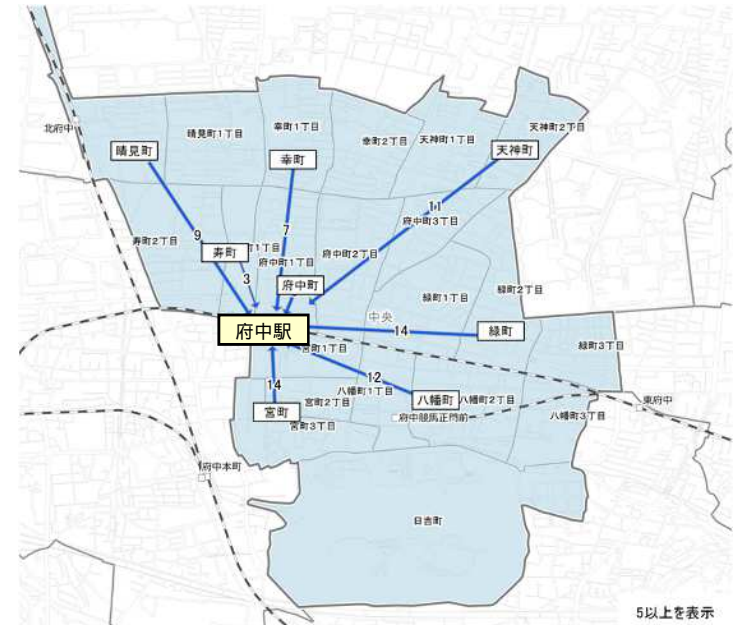 北府中
晴見町1丁目
幸町1丁目
幸町2丁目
天神町1丁目
天神町2丁目
晴見町
幸町
天神町
11
府中町3丁目
9
7
寿町2丁目
寿町
町1丁目
府中町1丁目
府中町2丁目
3
府中町
緑町1丁目
緑町2丁目
中央
府中駅
14
緑町
宮町1丁目
緑町3丁目
12
14
八幡町1丁目
宮町2丁目
八幡町
八幡町2丁目
東府中
宮町
府中競馬正門前
八幡町3丁目
宮町3丁目
府中本町
日吉町
5以上を表示